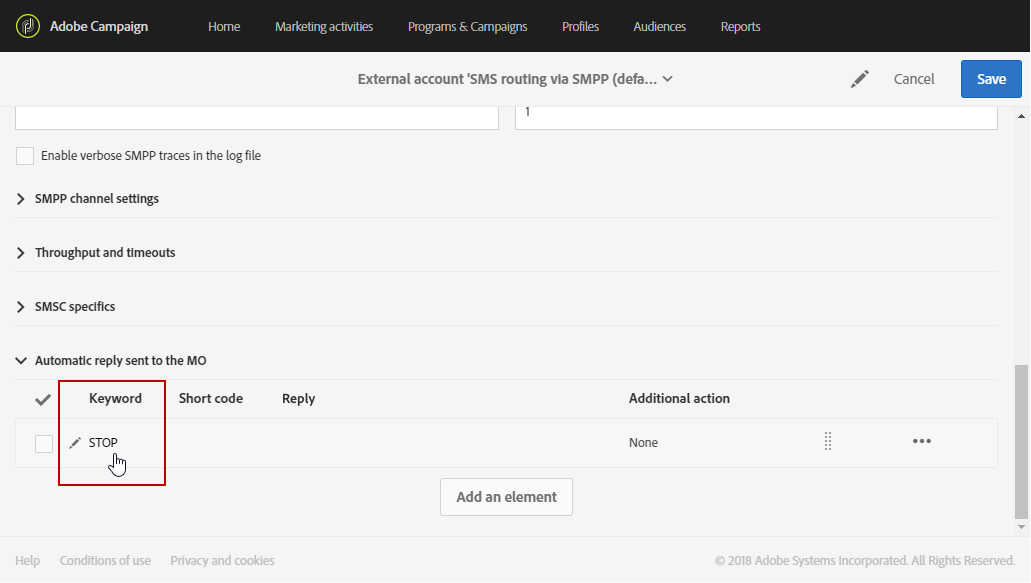 Adobe Campaign Home Marketing activities Programs & Campaigns Profiles Audiences Reports
External account 'SMS routing via SMPP (defa... Cancel Save
1
Enable verbose SMPP traces in the log file
SMPP channel settings
Throughput and timeouts
SMSC specifics
Automatic reply sent to the MO
Keyword Short code Reply Additional action
STOP None
Add an element
Help Conditions of use Privacy and cookies © 2018 Adobe Systems Incorporated. All Rights Reserved.